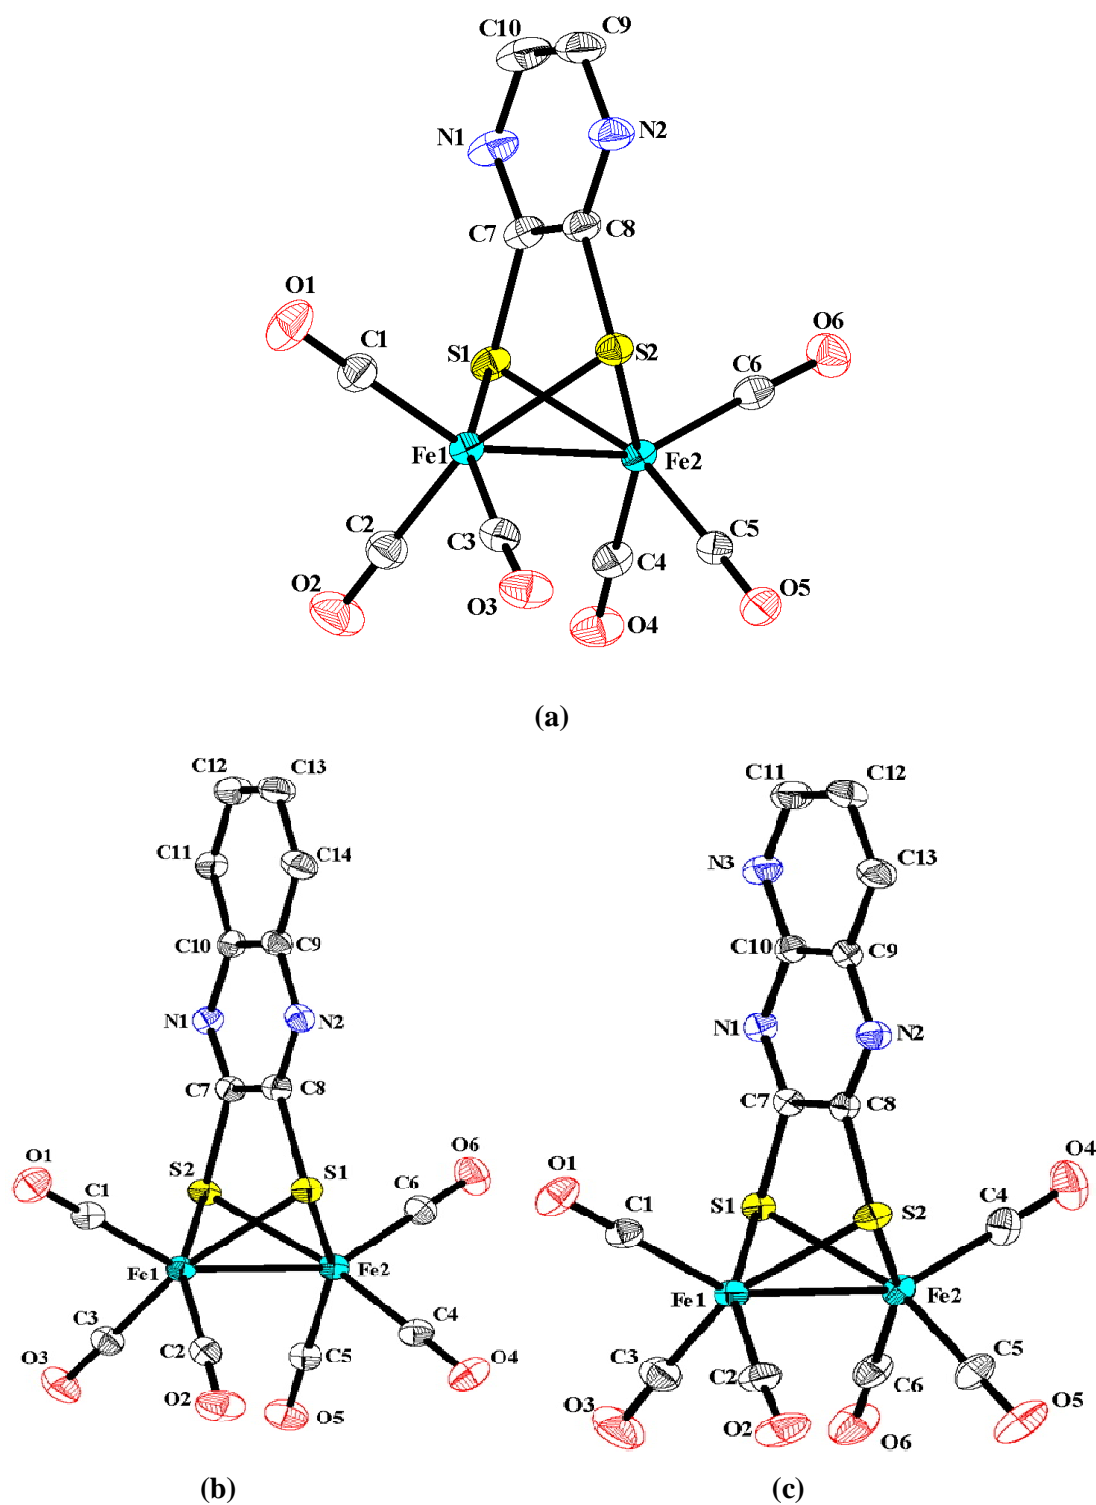 C10 C9
N1 N2
C7 C8
O1
C1 S1 S2 O6
C6
Fe1 Fe2
C2 C3 C4 C5
O2 O3 O4 O5
(a)
C12 C13
C11 C14
C10 C9
N1 N2
C7 C8
O1 S2 S1 O6
C1 C6
Fe1 Fe2
C3 C2 C5 C4
O3 O2 O5 O4
(b)
C11 C12
N3 C13
C10 C9
N1 N2
C7 C8
O1 O4
C1 S1 S2 C4
Fe1 Fe2
C3 C2 C6 C5
O3 O2 O6 O5
(c)